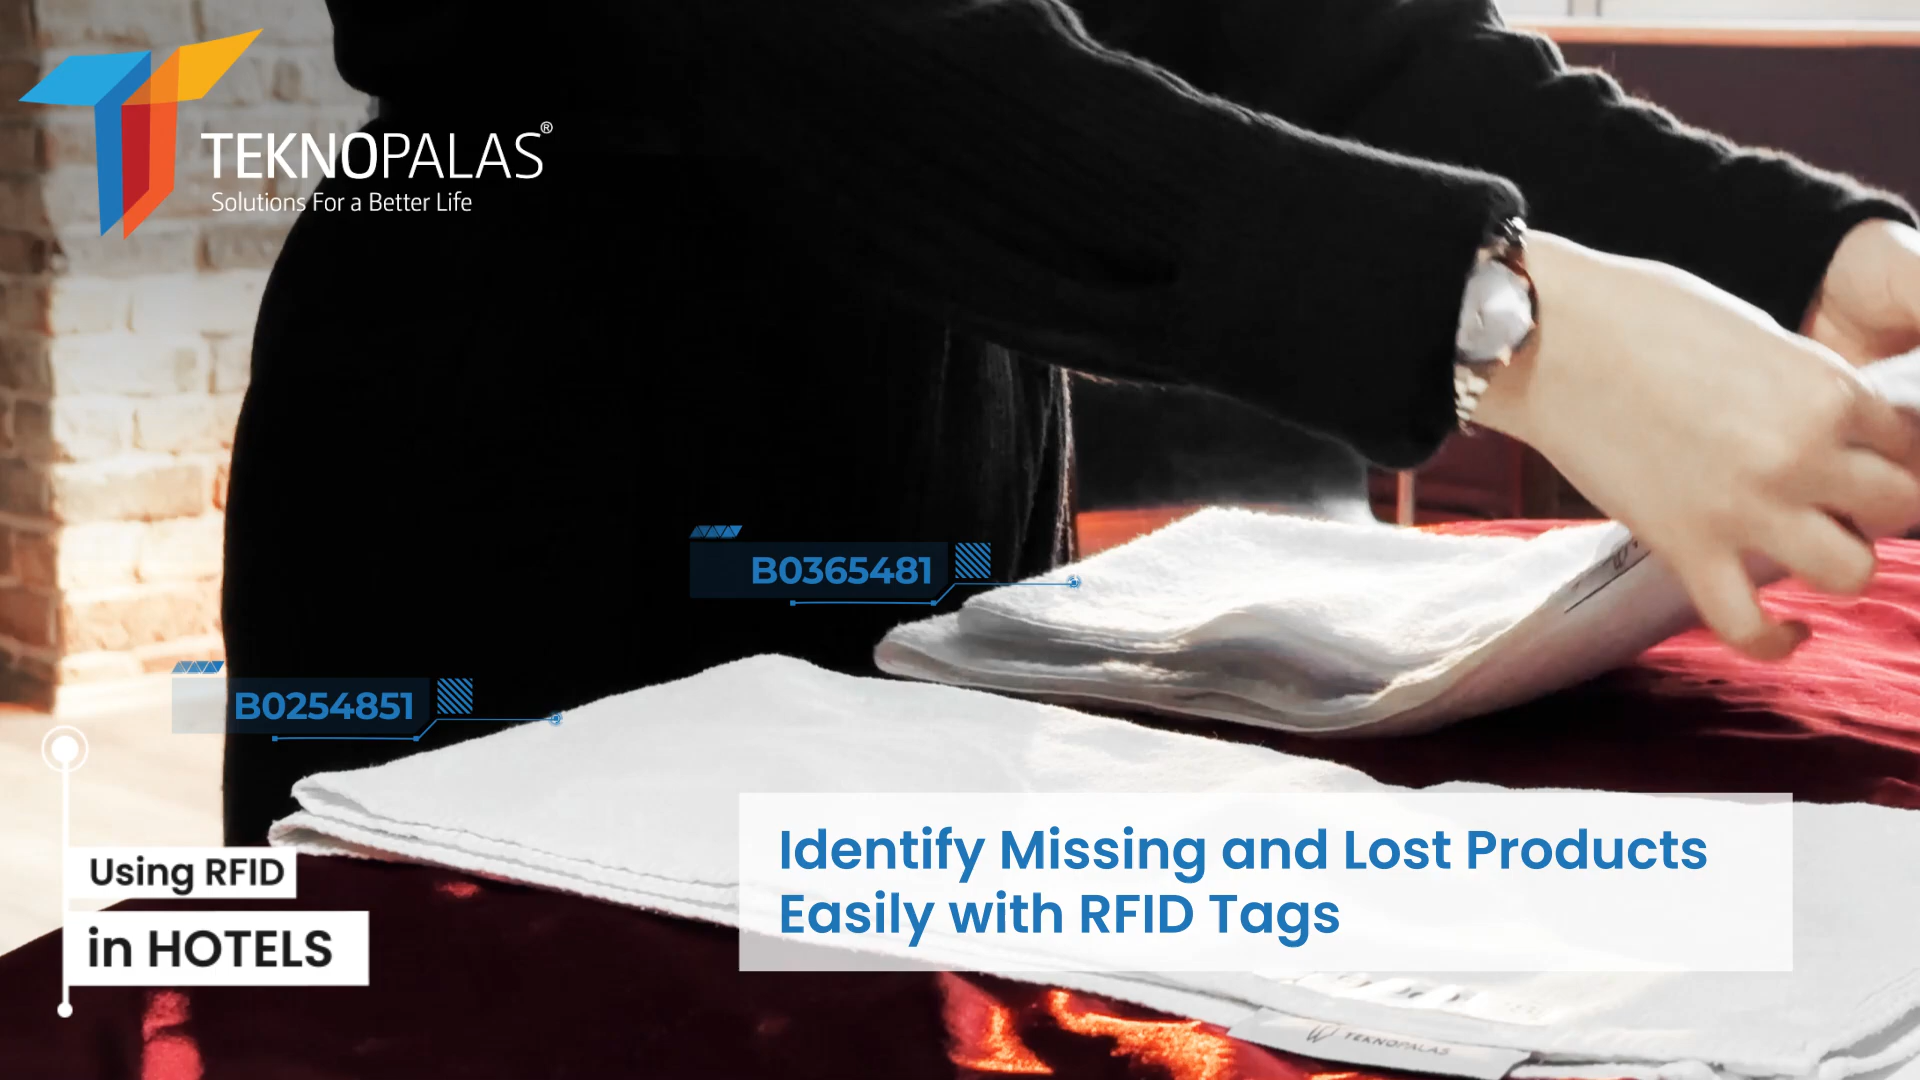 TEKNOPALAS®
Solutions For a Better Life
B0365481
B0254851
Using RFID
in HOTELS
Identify Missing and Lost Products
Easily with RFID Tags
TEKNOPALAS